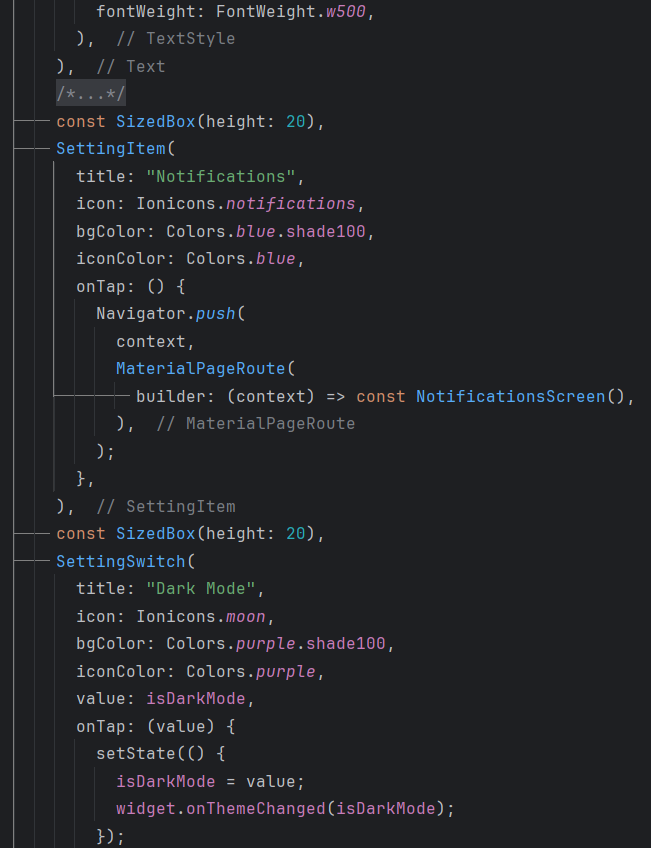 fontWeight: FontWeight.w500,
),  // TextStyle
),  // Text
/*...*/
const SizedBox(height: 20),
SettingItem(
title: "Notifications",
icon: Ionicons.notifications,
bgColor: Colors.blue.shade100,
iconColor: Colors.blue,
onTap: () {
Navigator.push(
context,
MaterialPageRoute(
builder: (context) => const NotificationsScreen(),
),  // MaterialPageRoute
);
},
),  // SettingItem
const SizedBox(height: 20),
SettingSwitch(
title: "Dark Mode",
icon: Ionicons.moon,
bgColor: Colors.purple.shade100,
iconColor: Colors.purple,
value: isDarkMode,
onTap: (value) {
setState(() {
isDarkMode = value;
widget.onThemeChanged(isDarkMode);
});